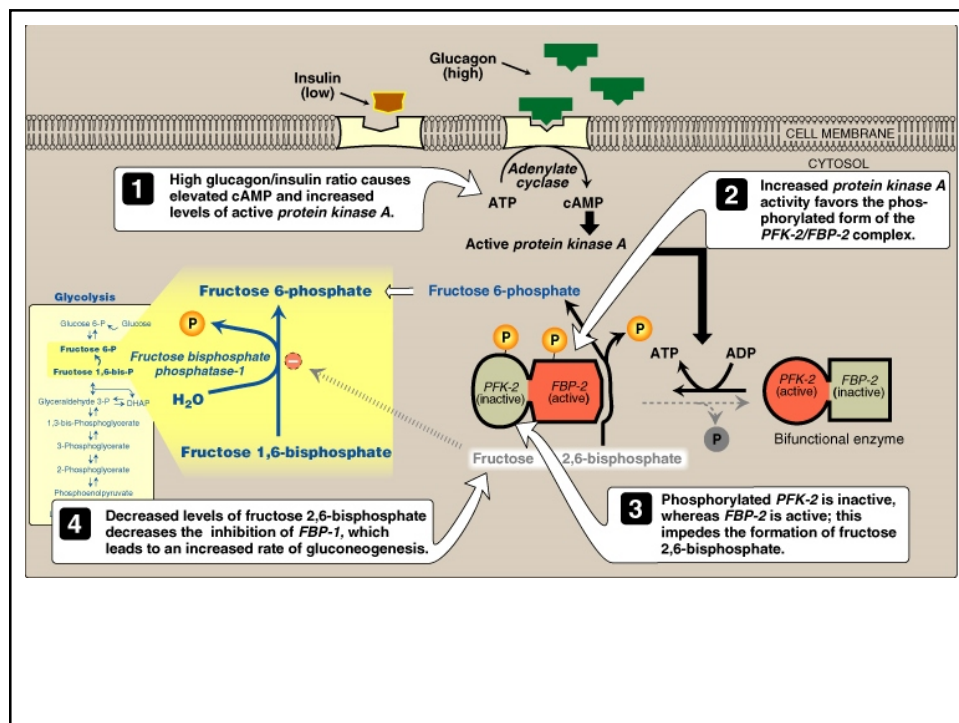 Insulin
(low)
Glucagon
(high)
CELL MEMBRANE
CYTOSOL
1
High glucagon/insulin ratio causes
elevated cAMP and increased
levels of active protein kinase A.
Adenylate
cyclase
ATP
cAMP
Active protein kinase A
2
Increased protein kinase A
activity favors the phos-
phorylated form of the
PFK-2/FBP-2 complex.
Glycolysis
Glucose 6-P
Glucose
Fructose 6-P
Fructose 1,6-bis-P
Glyceraldehyde 3-P
DHAP
1,3-bis-Phosphoglycerate
3-Phosphoglycerate
2-Phosphoglycerate
Phosphoenolpyruvate
Fructose 6-phosphate
P
Fructose bisphosphate
phosphatase-1
H₂O
Fructose 1,6-bisphosphate
Fructose 6-phosphate
P
P
P
PFK-2
(inactive)
FBP-2
(active)
Fructose 2,6-bisphosphate
ATP
ADP
P
PFK-2
(active)
FBP-2
(inactive)
Bifunctional enzyme
3
Phosphorylated PFK-2 is inactive,
whereas FBP-2 is active; this
impedes the formation of fructose
2,6-bisphosphate.
4
Decreased levels of fructose 2,6-bisphosphate
decreases the inhibition of FBP-1, which
leads to an increased rate of gluconeogenesis.